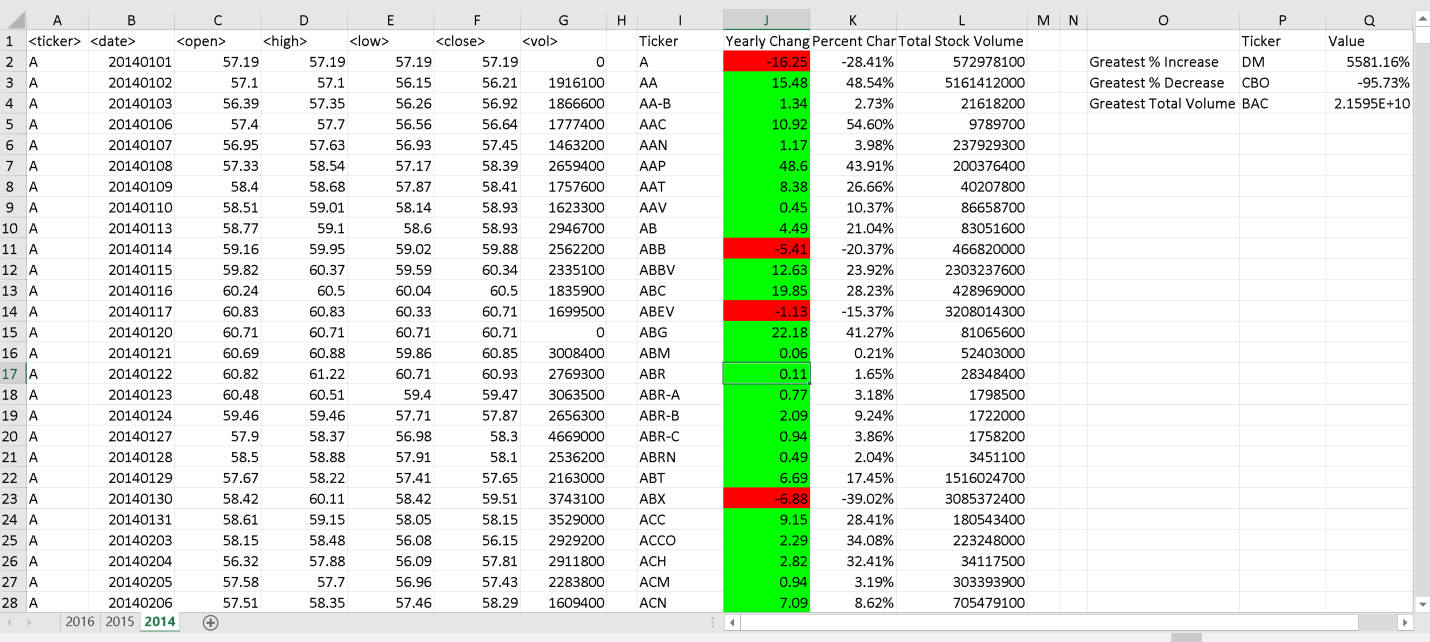 A B C D E F G H I J K L M N O P Q
1 <ticker> <date> <open> <high> <low> <close> <vol> Ticker Yearly Chang Percent Char Total Stock Volume Ticker Value
2 A 20140101 57.19 57.19 57.19 57.19 0 A -16.25 -28.41% 572978100 Greatest % Increase DM 5581.16%
3 A 20140102 57.1 57.1 56.15 56.21 1916100 AA 15.48 48.54% 5161412000 Greatest % Decrease CBO -95.73%
4 A 20140103 56.39 57.35 56.26 56.92 1866600 AA-B 1.34 2.73% 21618200 Greatest Total Volume BAC 2.1595E+10
5 A 20140106 57.4 57.7 56.56 56.64 1777400 AAC 10.92 54.60% 9789700
6 A 20140107 56.95 57.63 56.93 57.45 1463200 AAN 1.17 3.98% 237929300
7 A 20140108 57.33 58.54 57.17 58.39 2659400 AAP 48.6 43.91% 200376400
8 A 20140109 58.4 58.68 57.87 58.41 1757600 AAT 8.38 26.66% 40207800
9 A 20140110 58.51 59.01 58.14 58.93 1623300 AAV 0.45 10.37% 86658700
10 A 20140113 58.77 59.1 58.6 58.93 2946700 AB 4.49 21.04% 83051600
11 A 20140114 59.16 59.95 59.02 59.88 2562200 ABB -5.41 -20.37% 466820000
12 A 20140115 59.82 60.37 59.59 60.34 2335100 ABBV 12.63 23.92% 2303237600
13 A 20140116 60.24 60.5 60.04 60.5 1835900 ABC 19.85 28.23% 428969000
14 A 20140117 60.83 60.83 60.33 60.71 1699500 ABEV -1.13 -15.37% 3208014300
15 A 20140120 60.71 60.71 60.71 60.71 0 ABG 22.18 41.27% 81065600
16 A 20140121 60.69 60.88 59.86 60.85 3008400 ABM 0.06 0.21% 52403000
17 A 20140122 60.82 61.22 60.71 60.93 2769300 ABR 0.11 1.65% 28348400
18 A 20140123 60.48 60.51 59.4 59.47 3063500 ABR-A 0.77 3.18% 1798500
19 A 20140124 59.46 59.46 57.71 57.87 2656300 ABR-B 2.09 9.24% 1722000
20 A 20140127 57.9 58.37 56.98 58.3 4669000 ABR-C 0.94 3.86% 1758200
21 A 20140128 58.5 58.88 57.91 58.1 2536200 ABRN 0.49 2.04% 3451100
22 A 20140129 57.67 58.22 57.41 57.65 2163000 ABT 6.69 17.45% 1516024700
23 A 20140130 58.42 60.11 58.42 59.51 3743100 ABX -6.88 -39.02% 3085372400
24 A 20140131 58.61 59.15 58.05 58.15 3529000 ACC 9.15 28.41% 180543400
25 A 20140203 58.15 58.48 56.08 56.15 2929200 ACCO 2.29 34.08% 223248000
26 A 20140204 56.32 57.88 56.09 57.81 2911800 ACH 2.82 32.41% 34117500
27 A 20140205 57.58 57.7 56.96 57.43 2283800 ACM 0.94 3.19% 303393900
28 A 20140206 57.51 58.35 57.46 58.29 1609400 ACN 7.09 8.62% 705479100
2016 2015 2014